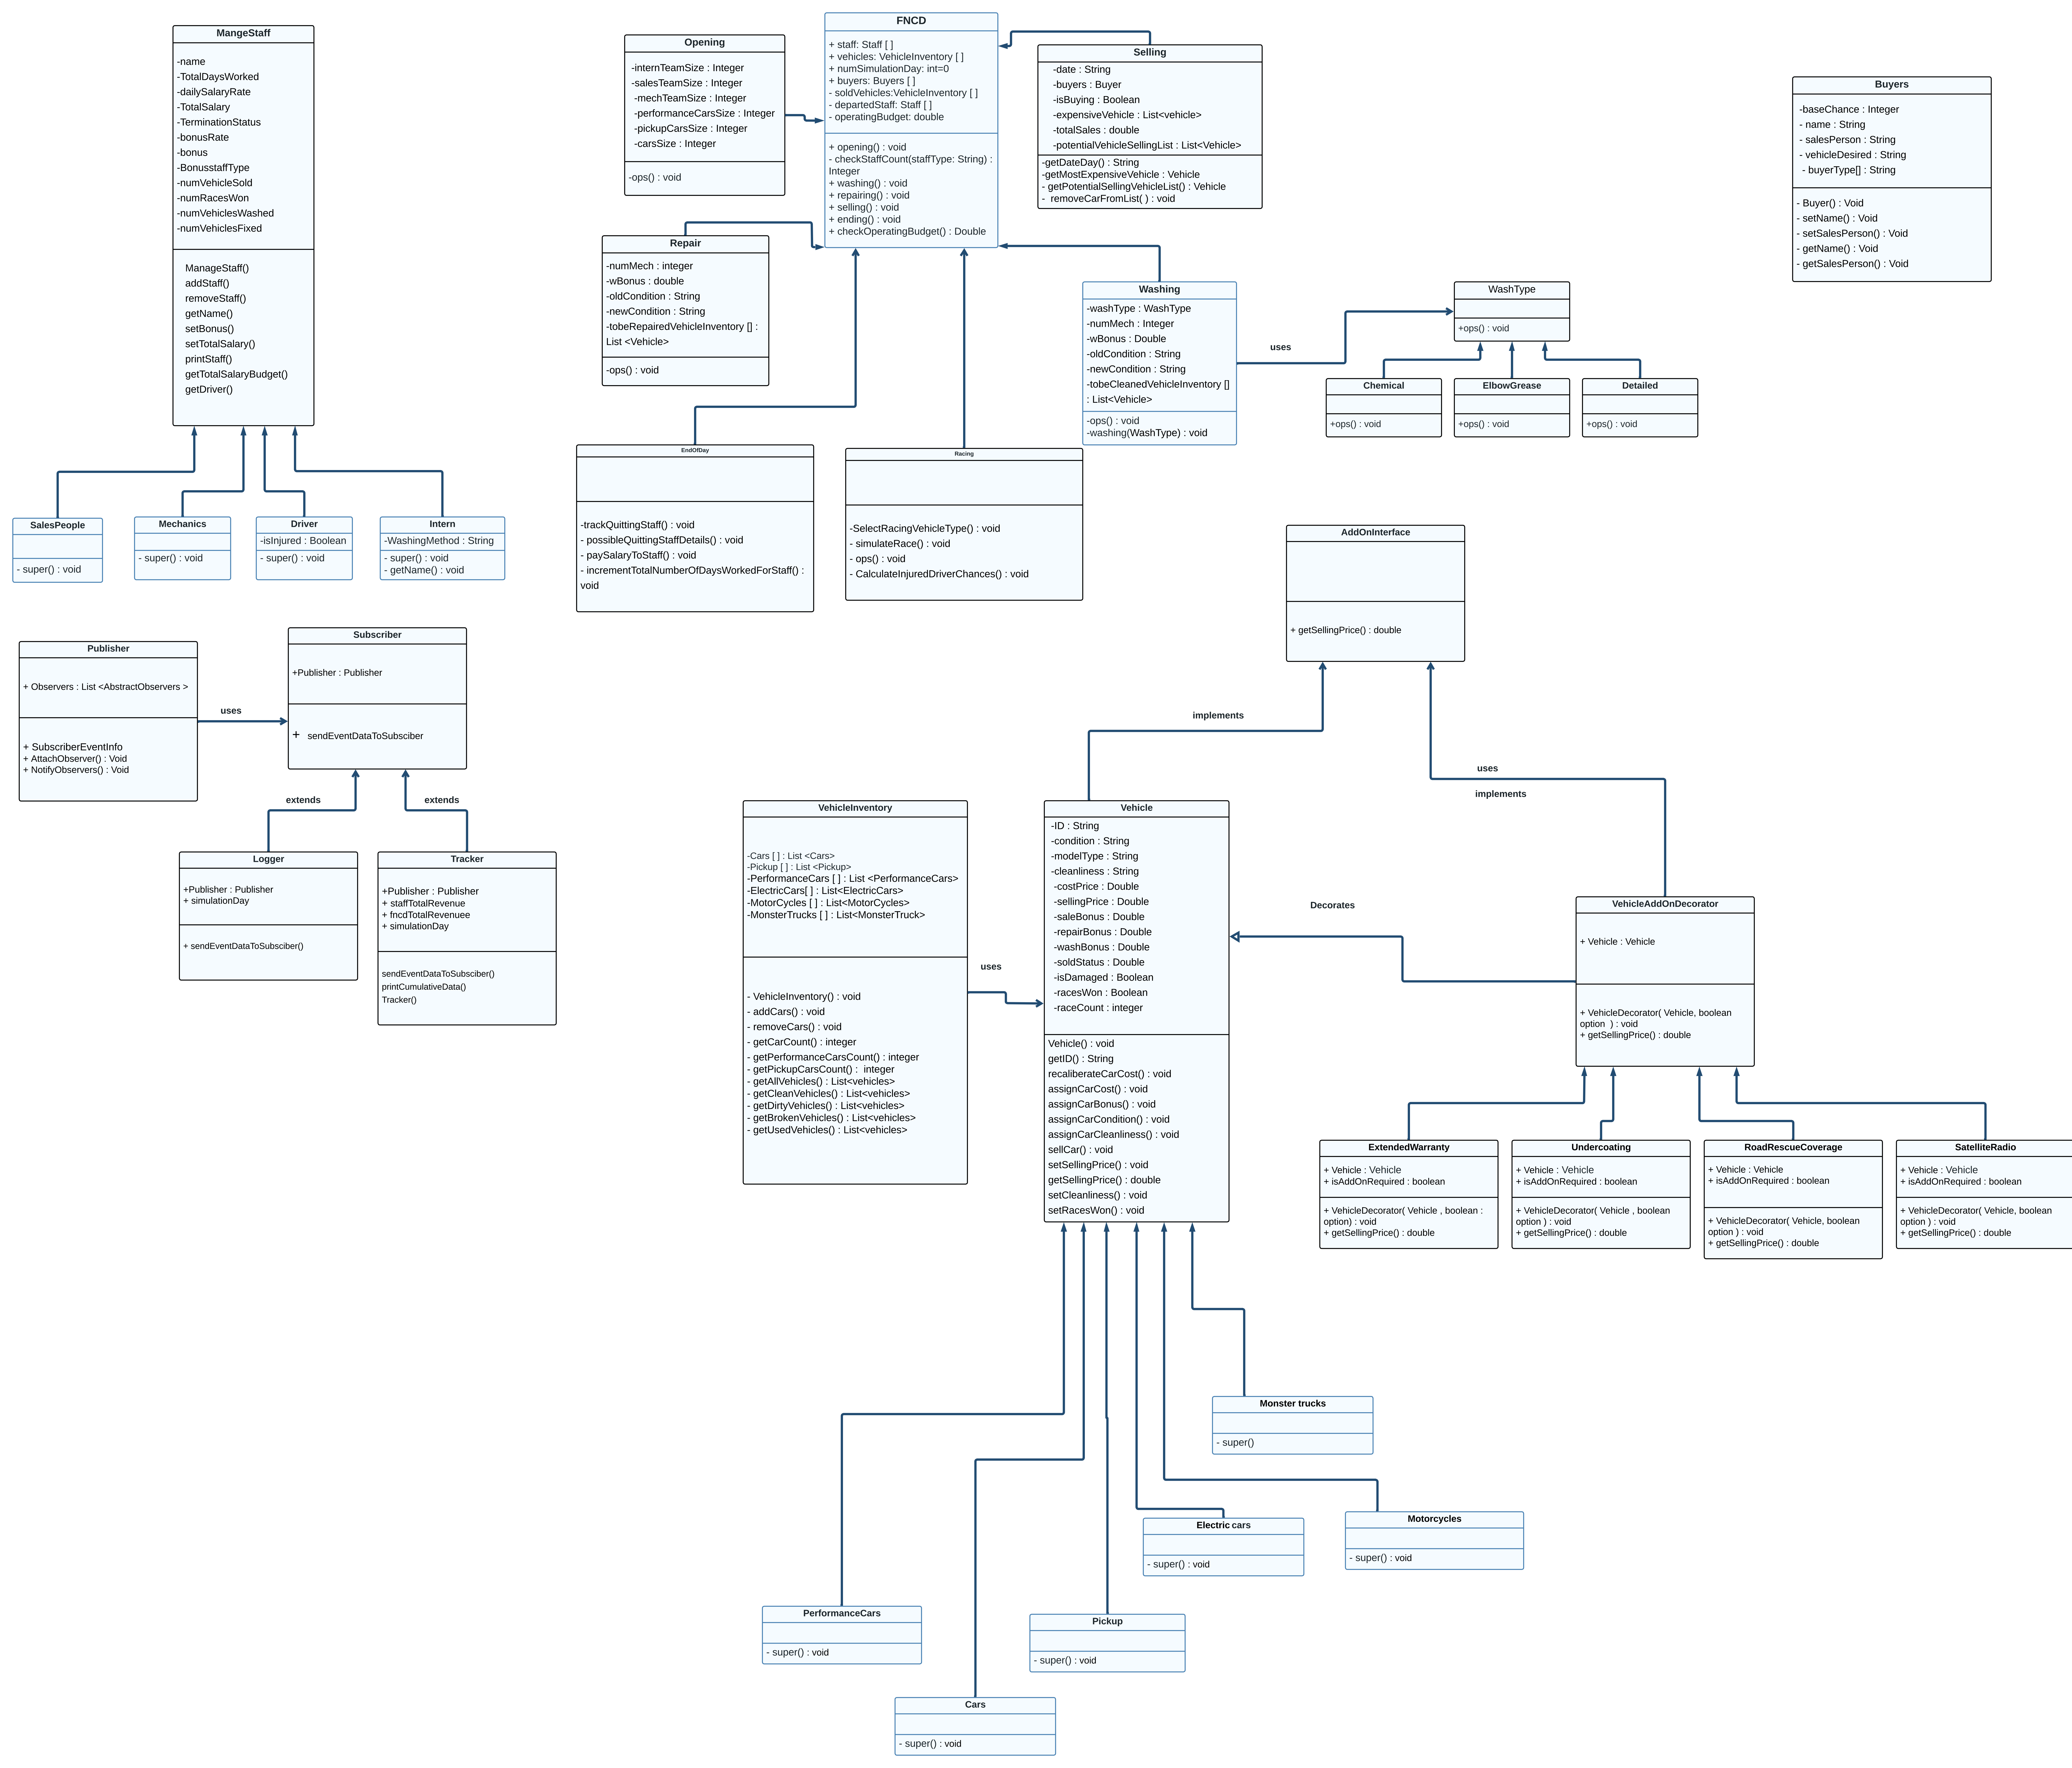 MangeStaff
-name
-TotalDaysWorked
-dailySalaryRate
-TotalSalary
-TerminationStatus
-bonusRate
-bonus
-BonusstaffType
-numVehicleSold
-numRacesWon
-numVehiclesWashed
-numVehiclesFixed
ManageStaff()
addStaff()
removeStaff()
getName()
setBonus()
setTotalSalary()
printStaff()
getTotalSalaryBudget()
getDriver()
SalesPeople
- super() : void
Mechanics
- super() : void
Driver
-isInjured : Boolean
- super() : void
Intern
-WashingMethod : String
- super() : void
- getName() : void
Opening
-internTeamSize : Integer
-salesTeamSize : Integer
-mechTeamSize : Integer
-performanceCarsSize : Integer
-pickupCarsSize : Integer
-carsSize : Integer
-ops() : void
FNCD
+ staff: Staff [ ]
+ vehicles: VehicleInventory [ ]
+ numSimulationDay: int=0
+ buyers: Buyers [ ]
- soldVehicles:VehicleInventory [ ]
- departedStaff: Staff [ ]
- operatingBudget: double
+ opening() : void
- checkStaffCount(staffType: String) :
Integer
+ washing() : void
+ repairing() : void
+ selling() : void
+ ending() : void
+ checkOperatingBudget() : Double
Selling
-date : String
-buyers : Buyer
-isBuying : Boolean
-expensiveVehicle : List<vehicle>
-totalSales : double
-potentialVehicleSellingList : List<Vehicle>
-getDateDay() : String
-getMostExpensiveVehicle : Vehicle
- getPotentialSellingVehicleList() : Vehicle
- removeCarFromList( ) : void
Buyers
-baseChance : Integer
- name : String
- salesPerson : String
- vehicleDesired : String
- buyerType[] : String
- Buyer() : Void
- setName() : Void
- setSalesPerson() : Void
- getName() : Void
- getSalesPerson() : Void
Repair
-numMech : integer
-wBonus : double
-oldCondition : String
-newCondition : String
-tobeRepairedVehicleInventory [] :
List <Vehicle>
-ops() : void
Washing
-washType : WashType
-numMech : Integer
-wBonus : Double
-oldCondition : String
-newCondition : String
-tobeCleanedVehicleInventory []
: List<Vehicle>
-ops() : void
-washing(WashType) : void
uses
WashType
+ops() : void
Chemical
+ops() : void
ElbowGrease
+ops() : void
Detailed
+ops() : void
EndOfDay
-trackQuittingStaff() : void
- possibleQuittingStaffDetails() : void
- paySalaryToStaff() : void
- incrementTotalNumberOfDaysWorkedForStaff() :
void
Racing
-SelectRacingVehicleType() : void
- simulateRace() : void
- ops() : void
- CalculateInjuredDriverChances() : void
AddOnInterface
+ getSellingPrice() : double
implements
uses
implements
Publisher
+ Observers : List <AbstractObservers >
+ SubscriberEventInfo
+ AttachObserver() : Void
+ NotifyObservers() : Void
uses
Subscriber
+Publisher : Publisher
+ sendEventDataToSubsciber
extends
extends
Logger
+Publisher : Publisher
+ simulationDay
+ sendEventDataToSubsciber()
Tracker
+Publisher : Publisher
+ staffTotalRevenue
+ fncdTotalRevenuee
+ simulationDay
sendEventDataToSubsciber()
printCumulativeData()
Tracker()
VehicleInventory
-Cars [ ] : List <Cars>
-Pickup [ ] : List <Pickup>
-PerformanceCars [ ] : List <PerformanceCars>
-ElectricCars[ ] : List<ElectricCars>
-MotorCycles [ ] : List<MotorCycles>
-MonsterTrucks [ ] : List<MonsterTruck>
- VehicleInventory() : void
- addCars() : void
- removeCars() : void
- getCarCount() : integer
- getPerformanceCarsCount() : integer
- getPickupCarsCount() : integer
- getAllVehicles() : List<vehicles>
- getCleanVehicles() : List<vehicles>
- getDirtyVehicles() : List<vehicles>
- getBrokenVehicles() : List<vehicles>
- getUsedVehicles() : List<vehicles>
uses
Vehicle
-ID : String
-condition : String
-modelType : String
-cleanliness : String
-costPrice : Double
-sellingPrice : Double
-saleBonus : Double
-repairBonus : Double
-washBonus : Double
-soldStatus : Double
-isDamaged : Boolean
-racesWon : Boolean
-raceCount : integer
Vehicle() : void
getID() : String
recaliberateCarCost() : void
assignCarCost() : void
assignCarBonus() : void
assignCarCondition() : void
assignCarCleanliness() : void
sellCar() : void
setSellingPrice() : void
getSellingPrice() : double
setCleanliness() : void
setRacesWon() : void
Decorates
VehicleAddOnDecorator
+ Vehicle : Vehicle
+ VehicleDecorator( Vehicle, boolean
option ) : void
+ getSellingPrice() : double
ExtendedWarranty
+ Vehicle : Vehicle
+ isAddOnRequired : boolean
+ VehicleDecorator( Vehicle , boolean :
option) : void
+ getSellingPrice() : double
Undercoating
+ Vehicle : Vehicle
+ isAddOnRequired : boolean
+ VehicleDecorator( Vehicle , boolean
option ) : void
+ getSellingPrice() : double
RoadRescueCoverage
+ Vehicle : Vehicle
+ isAddOnRequired : boolean
+ VehicleDecorator( Vehicle, boolean
option ) : void
+ getSellingPrice() : double
SatelliteRadio
+ Vehicle : Vehicle
+ isAddOnRequired : boolean
+ VehicleDecorator( Vehicle, boolean
option ) : void
+ getSellingPrice() : double
Monster trucks
- super()
Electric cars
- super() : void
Motorcycles
- super() : void
PerformanceCars
- super() : void
Pickup
- super() : void
Cars
- super() : void